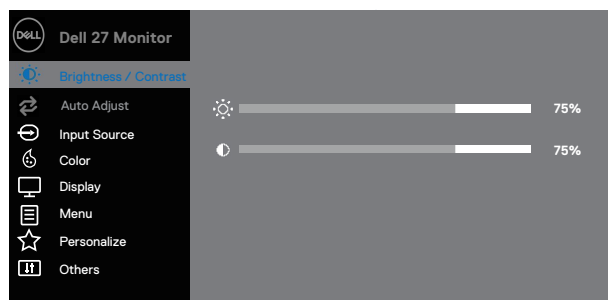 DELL
Dell 27 Monitor
Brightness / Contrast
Auto Adjust
75%
Input Source
75%
Color
Display
Menu
Personalize
Others